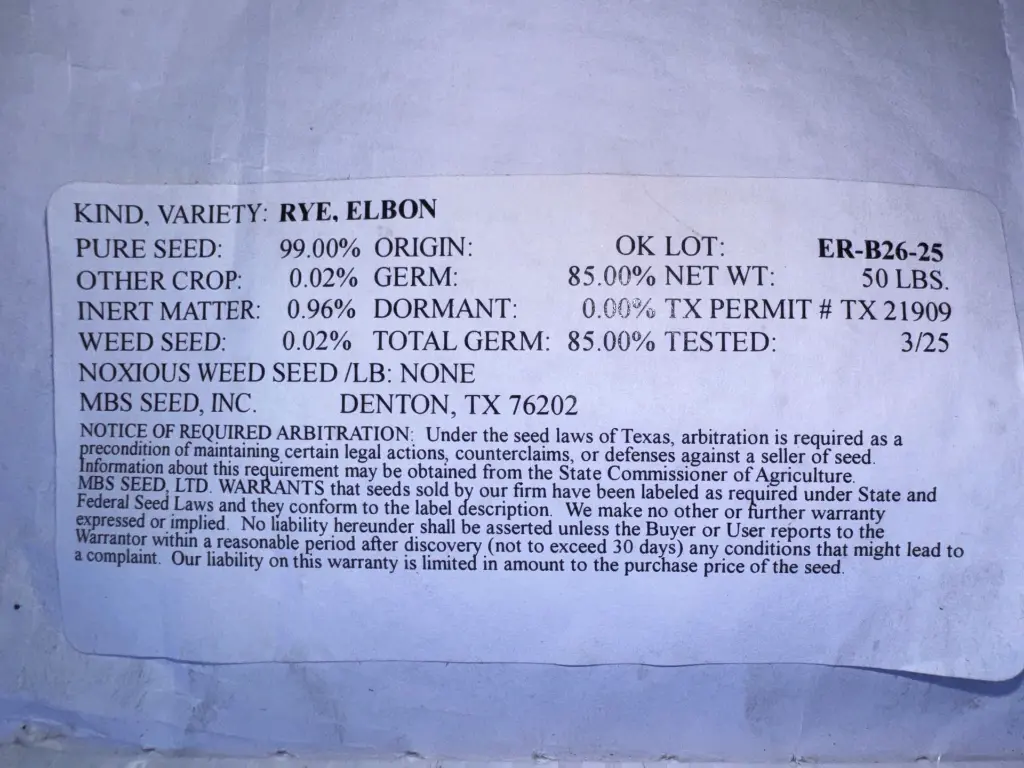 KIND, VARIETY: RYE, ELBON
PURE SEED: 99.00% ORIGIN: OK LOT: ER-B26-25
OTHER CROP: 0.02% GERM: 85.00% NET WT: 50 LBS.
INERT MATTER: 0.96% DORMANT: 0.00% TX PERMIT # TX 21909
WEED SEED: 0.02% TOTAL GERM: 85.00% TESTED: 3/25
NOXIOUS WEED SEED /LB: NONE
MBS SEED, INC. DENTON, TX 76202
NOTICE OF REQUIRED ARBITRATION: Under the seed laws of Texas, arbitration is required as a
precondition of maintaining certain legal actions, counterclaims, or defenses against a seller of seed.
Information about this requirement may be obtained from the State Commissioner of Agriculture.
MBS SEED, LTD. WARRANTS that seeds sold by our firm have been labeled as required under State and
Federal Seed Laws and they conform to the label description. We make no other or further warranty
expressed or implied. No liability hereunder shall be asserted unless the Buyer or User reports to the
Warrantor within a reasonable period after discovery (not to exceed 30 days) any conditions that might lead to
a complaint. Our liability on this warranty is limited in amount to the purchase price of the seed.